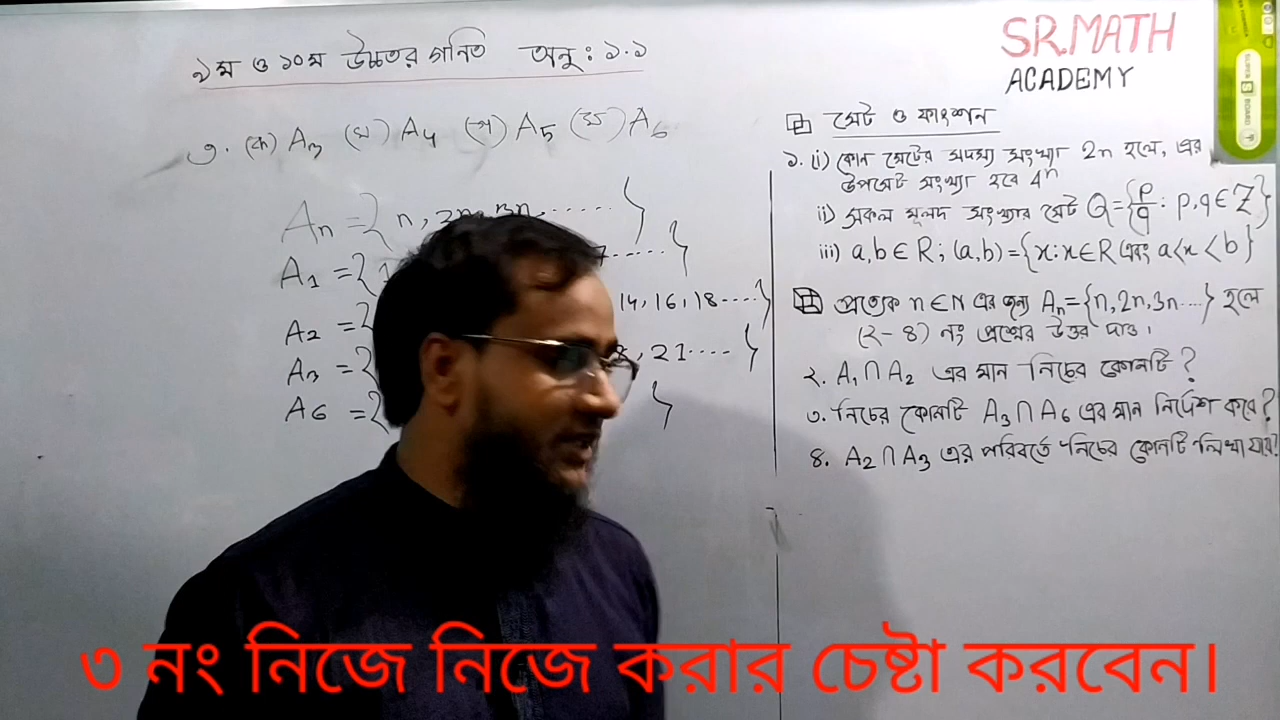 ৯ম ও ১০ম উচ্চতর গনিত অনু: ১.১
৩. (ক) A₃ (খ) A₄ (গ) A₅ (ঘ) A₆
Aₙ = { n, 2n, 3n, ...... }
A₁ = { 1 7 ...... }
A₂ = { 14, 16, 18 .... }
A₃ = { 21 .... }
A₆ = { }
SR.MATH
ACADEMY
সেট ও ফাংশন
১. (i) কোন সেটের সদস্য সংখ্যা 2n হলে, এর
উপসেট সংখ্যা হবে 4ⁿ
ii) সকল মূলদ সংখ্যার সেট Q = { p/q : p, q ∈ Z }
iii) a, b ∈ R ; (a, b) = { x : x ∈ R এবং a < x < b }
প্রত্যেক n ∈ N এর জন্য Aₙ = { n, 2n, 3n .... } হলে
(২ - ৪) নং প্রশ্নের উত্তর দাও।
২. A₁ ∩ A₂ এর মান নিচের কোনটি ?
৩. নিচের কোনটি A₃ ∩ A₆ এর মান নির্দেশ করে ?
৪. A₂ ∩ A₃ এর পরিবর্তে নিচের কোনটি লিখা যায়?
৩ নং নিজে নিজে করার চেষ্টা করবেন।